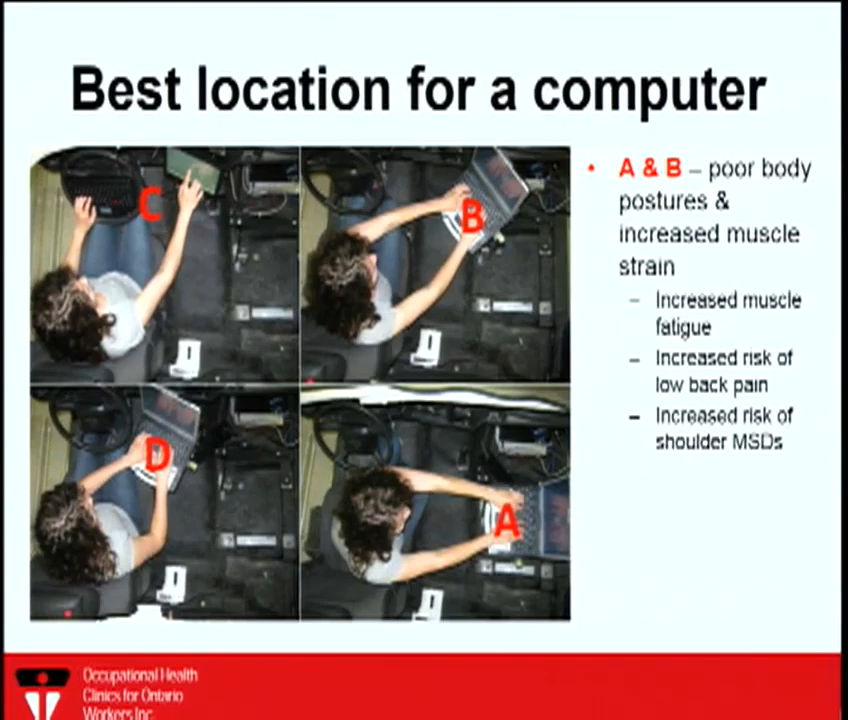 Best location for a computer
C
B
D
A
• A & B – poor body
postures &
increased muscle
strain
– Increased muscle
fatigue
– Increased risk of
low back pain
– Increased risk of
shoulder MSDs
Occupational Health
Clinics for Ontario
Workers Inc.